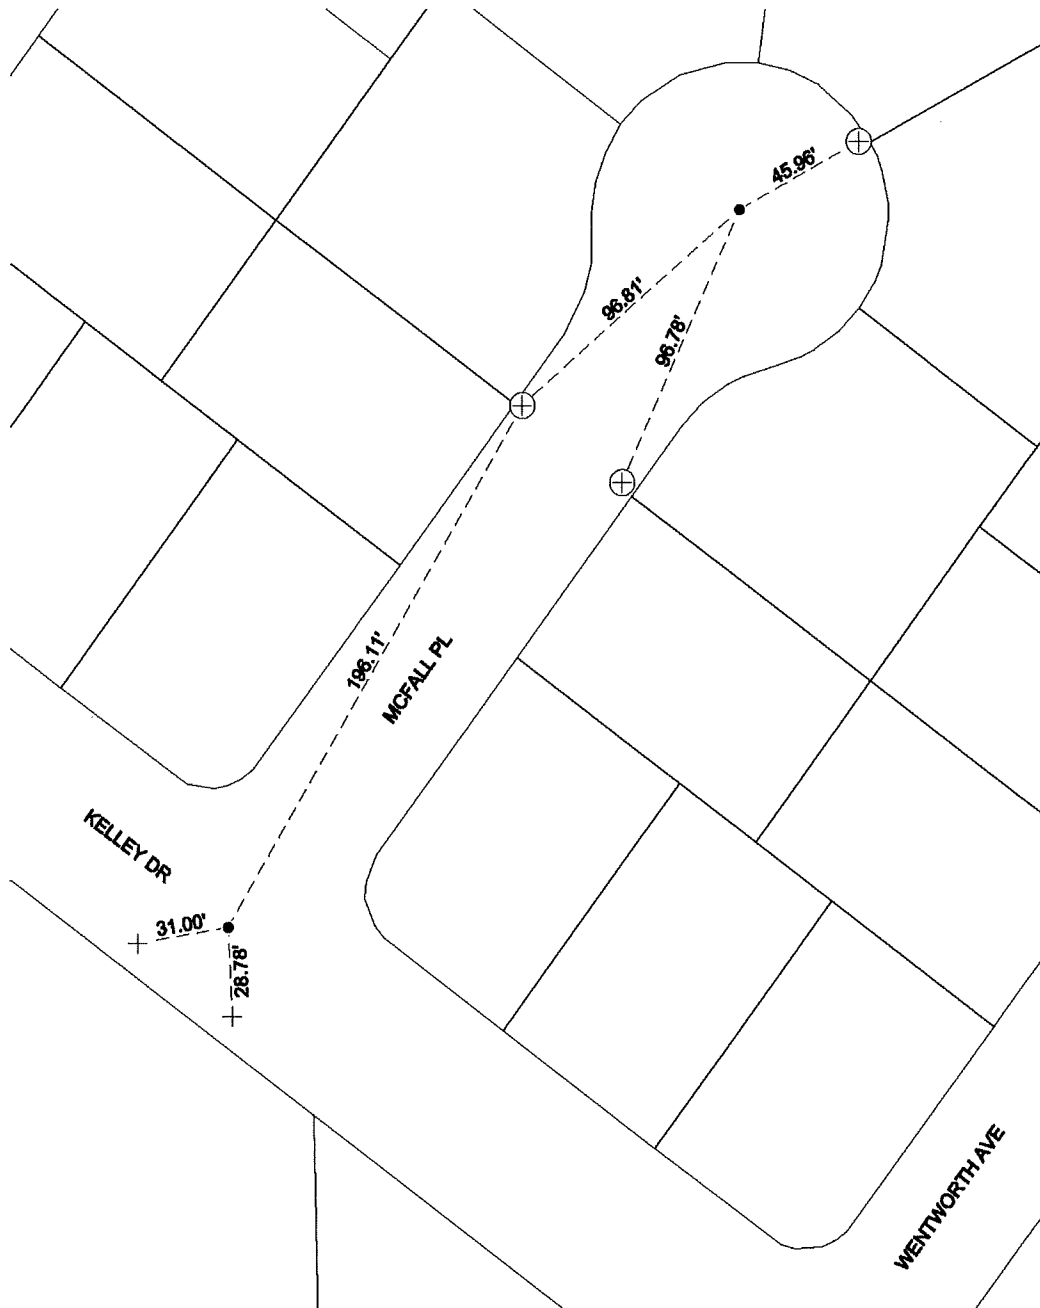 45.96'
96.81'
96.78'
196.11'
MCFALL PL
KELLEY DR
31.00'
28.78'
WENTWORTH AVE